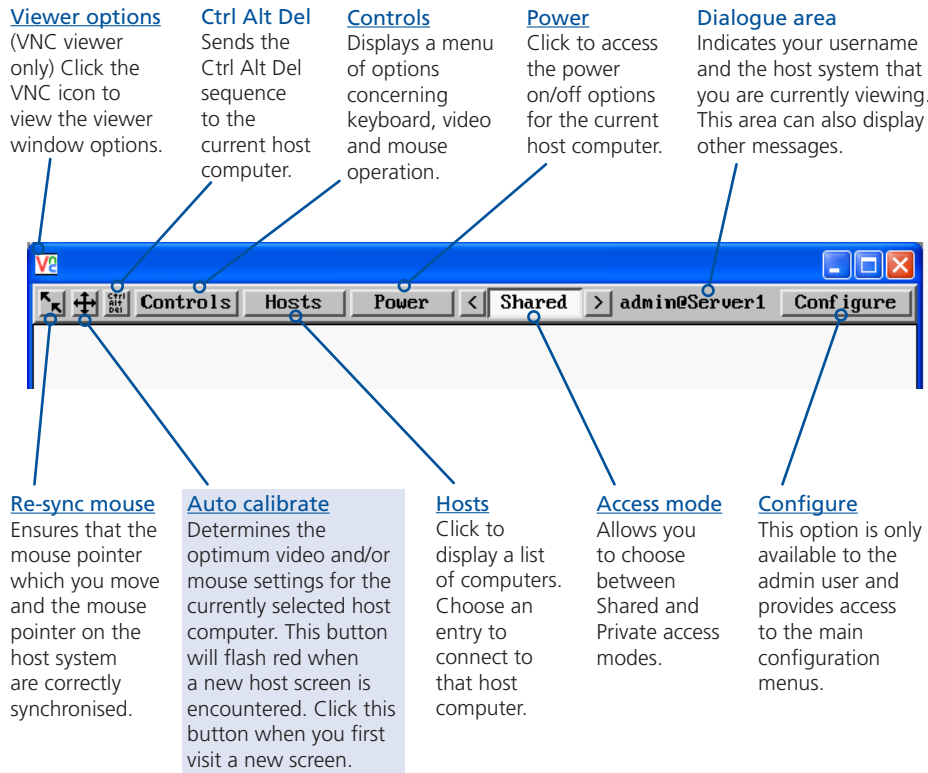 Viewer options
(VNC viewer
only) Click the
VNC icon to
view the viewer
window options.
Ctrl Alt Del
Sends the
Ctrl Alt Del
sequence
to the
current host
computer.
Controls
Displays a menu
of options
concerning
keyboard, video
and mouse
operation.
Power
Click to access
the power
on/off options
for the current
host computer.
Dialogue area
Indicates your username
and the host system that
you are currently viewing.
This area can also display
other messages.
Ctrl
Alt
Del
Controls
Hosts
Power
<
Shared
>
admin@Server1
Configure
Re-sync mouse
Ensures that the
mouse pointer
which you move
and the mouse
pointer on the
host system
are correctly
synchronised.
Auto calibrate
Determines the
optimum video and/or
mouse settings for the
currently selected host
computer. This button
will flash red when
a new host screen is
encountered. Click this
button when you first
visit a new screen.
Hosts
Click to
display a list
of computers.
Choose an
entry to
connect to
that host
computer.
Access mode
Allows you
to choose
between
Shared and
Private access
modes.
Configure
This option is only
available to the
admin user and
provides access
to the main
configuration
menus.